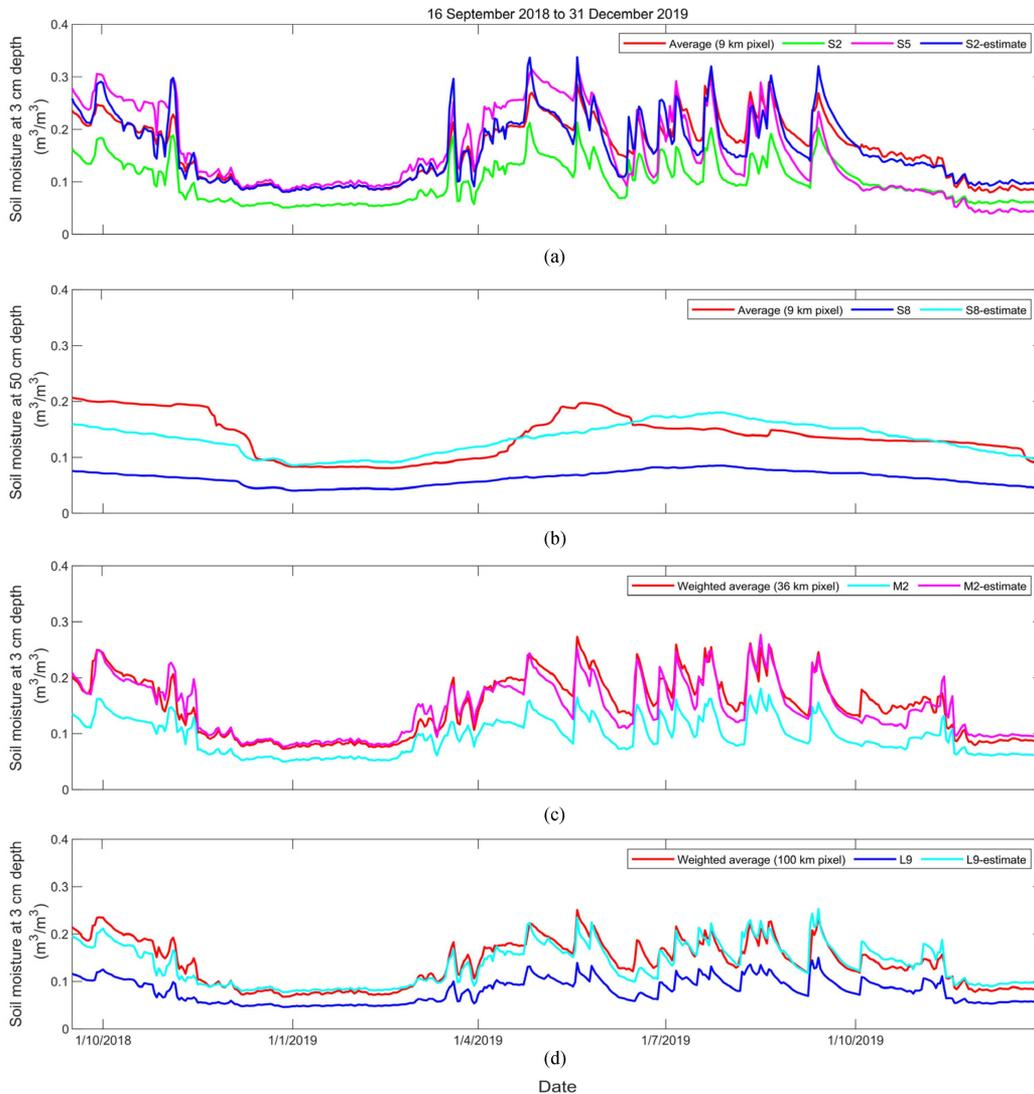 16 September 2018 to 31 December 2019
Soil moisture at 3 cm depth
(m³/m³)
0.4
0.3
0.2
0.1
0
Average (9 km pixel) S2 S5 S2-estimate
(a)
Soil moisture at 50 cm depth
(m³/m³)
0.4
0.3
0.2
0.1
0
Average (9 km pixel) S8 S8-estimate
(b)
Soil moisture at 3 cm depth
(m³/m³)
0.4
0.3
0.2
0.1
0
Weighted average (36 km pixel) M2 M2-estimate
(c)
Soil moisture at 3 cm depth
(m³/m³)
0.4
0.3
0.2
0.1
0
Weighted average (100 km pixel) L9 L9-estimate
1/10/2018 1/1/2019 1/4/2019 1/7/2019 1/10/2019
(d)
Date